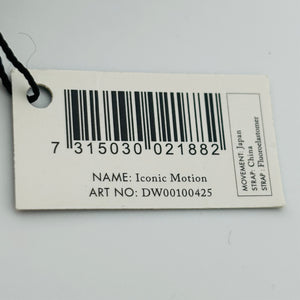 7 315030 021882
NAME: Iconic Motion
ART NO: DW00100425
MOVEMENT: Japan
STRAP: China
STRAP: Fluoroelastomer